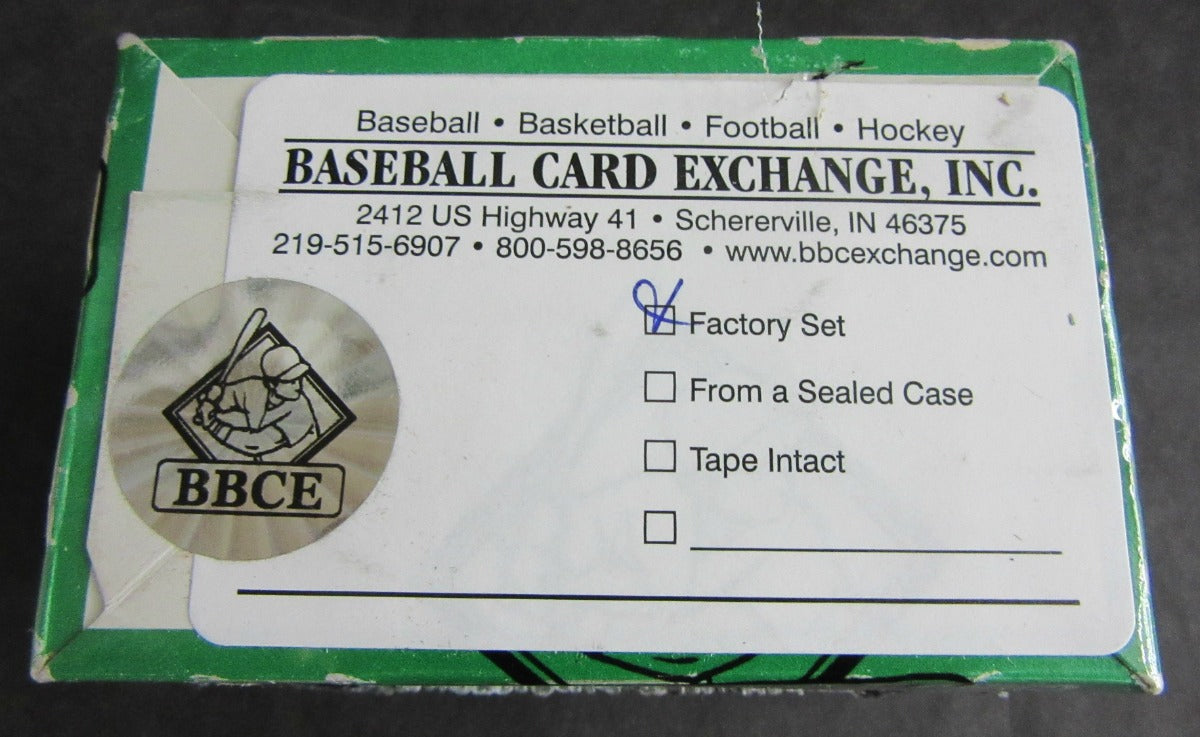 Baseball • Basketball • Football • Hockey
BASEBALL CARD EXCHANGE, INC.
2412 US Highway 41 • Schererville, IN 46375
219-515-6907 • 800-598-8656 • www.bbcexchange.com
Factory Set
From a Sealed Case
Tape Intact
BBCE